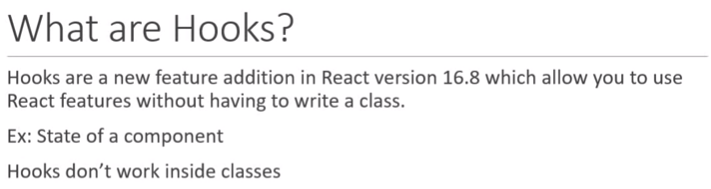 What are Hooks?
Hooks are a new feature addition in React version 16.8 which allow you to use
React features without having to write a class.
Ex: State of a component
Hooks don’t work inside classes